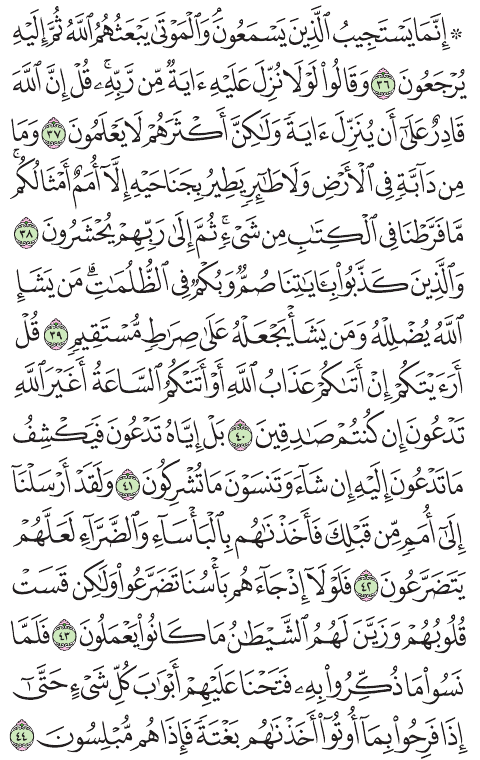 ۞ إِنَّمَا يَسْتَجِيبُ ٱلَّذِينَ يَسْمَعُونَۘ وَٱلْمَوْتَىٰ يَبْعَثُهُمُ ٱللَّهُ ثُمَّ إِلَيْهِ
يُرْجَعُونَ ٣٦ وَقَالُوا۟ لَوْلَا نُزِّلَ عَلَيْهِ ءَايَةٌ مِّن رَّبِّهِۦۚ قُلْ إِنَّ ٱللَّهَ
قَادِرٌ عَلَىٰٓ أَن يُنَزِّلَ ءَايَةً وَلَٰكِنَّ أَكْثَرَهُمْ لَا يَعْلَمُونَ ٣٧ وَمَا
مِن دَآبَّةٍ فِى ٱلْأَرْضِ وَلَا طَٰٓئِرٍ يَطِيرُ بِجَنَاحَيْهِ إِلَّآ أُمَمٌ أَمْثَالُكُمۚ
مَّا فَرَّطْنَا فِى ٱلْكِتَٰبِ مِن شَىْءٍۚ ثُمَّ إِلَىٰ رَبِّهِمْ يُحْشَرُونَ ٣٨
وَٱلَّذِينَ كَذَّبُوا۟ بِـَٔايَٰتِنَا صُمٌّ وَبُكْمٌ فِى ٱلظُّلُمَٰتِۗ مَن يَشَإِ
ٱللَّهُ يُضْلِلْهُ وَمَن يَشَأْ يَجْعَلْهُ عَلَىٰ صِرَٰطٍ مُّسْتَقِيمٍ ٣٩ قُلْ
أَرَءَيْتَكُمْ إِنْ أَتَىٰكُمْ عَذَابُ ٱللَّهِ أَوْ أَتَتْكُمُ ٱلسَّاعَةُ أَغَيْرَ ٱللَّهِ
تَدْعُونَ إِن كُنتُمْ صَٰدِقِينَ ٤٠ بَلْ إِيَّاهُ تَدْعُونَ فَيَكْشِفُ
مَا تَدْعُونَ إِلَيْهِ إِن شَآءَ وَتَنسَوْنَ مَا تُشْرِكُونَ ٤١ وَلَقَدْ أَرْسَلْنَآ
إِلَىٰٓ أُمَمٍ مِّن قَبْلِكَ فَأَخَذْنَٰهُم بِٱلْبَأْسَآءِ وَٱلضَّرَّآءِ لَعَلَّهُمْ
يَتَضَرَّعُونَ ٤٢ فَلَوْلَآ إِذْ جَآءَهُم بَأْسُنَا تَضَرَّعُوا۟ وَلَٰكِن قَسَتْ
قُلُوبُهُمْ وَزَيَّنَ لَهُمُ ٱلشَّيْطَٰنُ مَا كَانُوا۟ يَعْمَلُونَ ٤٣ فَلَمَّا
نَسُوا۟ مَا ذُكِّرُوا۟ بِهِۦ فَتَحْنَا عَلَيْهِمْ أَبْوَٰبَ كُلِّ شَىْءٍ حَتَّىٰٓ
إِذَا فَرِحُوا۟ بِمَآ أُوتُوٓا۟ أَخَذْنَٰهُم بَغْتَةً فَإِذَا هُم مُّبْلِسُونَ ٤٤